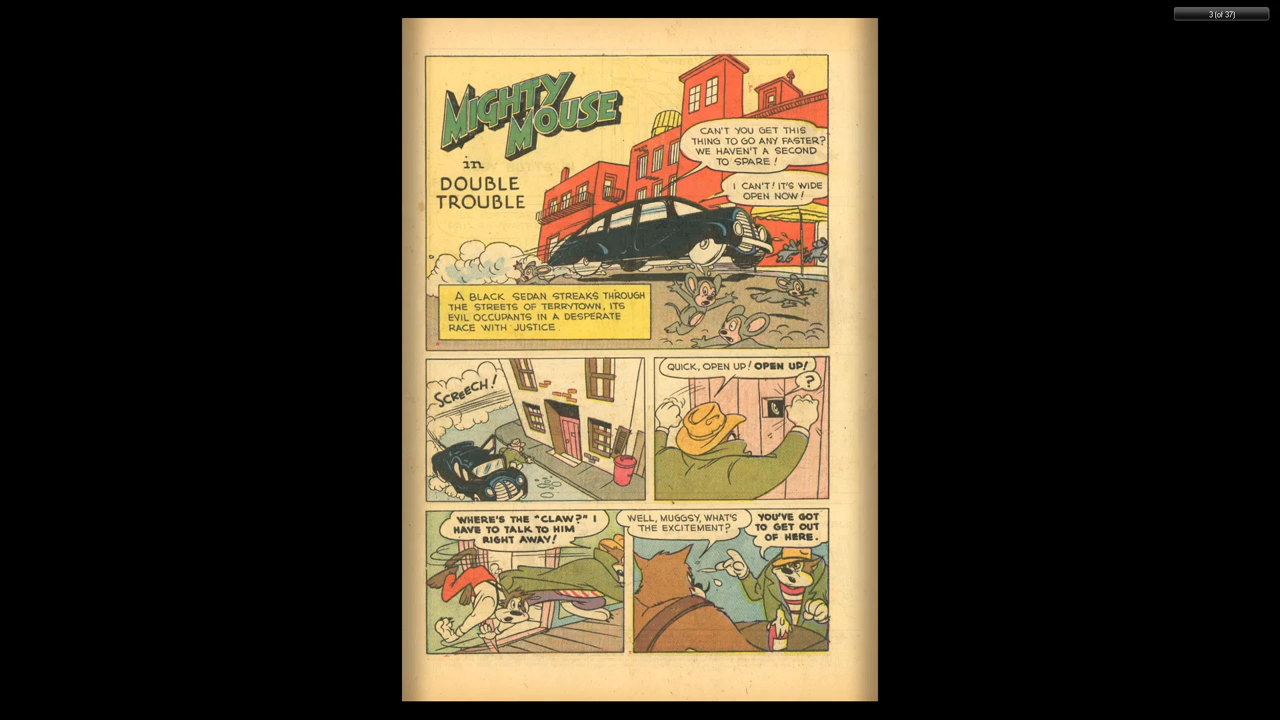 3 (of 37)
MIGHTY
MOUSE
in
DOUBLE
TROUBLE
CAN'T YOU GET THIS
THING TO GO ANY FASTER?
WE HAVEN'T A SECOND
TO SPARE!
I CAN'T! IT'S WIDE
OPEN NOW!
A BLACK SEDAN STREAKS THROUGH
THE STREETS OF TERRYTOWN, ITS
EVIL OCCUPANTS IN A DESPERATE
RACE WITH JUSTICE.
SCREECH!
QUICK, OPEN UP! OPEN UP!
?
WHERE'S THE "CLAW?" I
HAVE TO TALK TO HIM
RIGHT AWAY!
WELL, MUGGSY, WHAT'S
THE EXCITEMENT?
YOU'VE GOT
TO GET OUT
OF HERE.